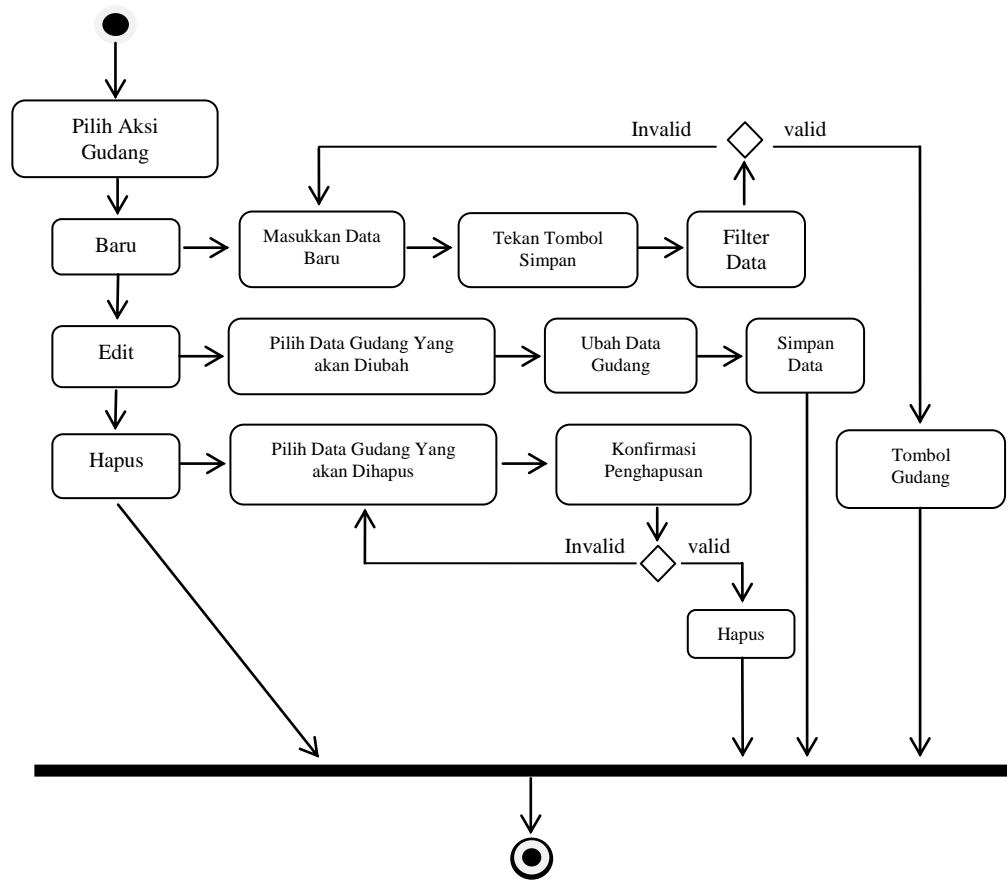 Pilih Aksi
Gudang
Invalid
valid
Baru
Masukkan Data
Baru
Tekan Tombol
Simpan
Filter
Data
Edit
Pilih Data Gudang Yang
akan Diubah
Ubah Data
Gudang
Simpan
Data
Hapus
Pilih Data Gudang Yang
akan Dihapus
Konfirmasi
Penghapusan
Tombol
Gudang
Invalid
valid
Hapus